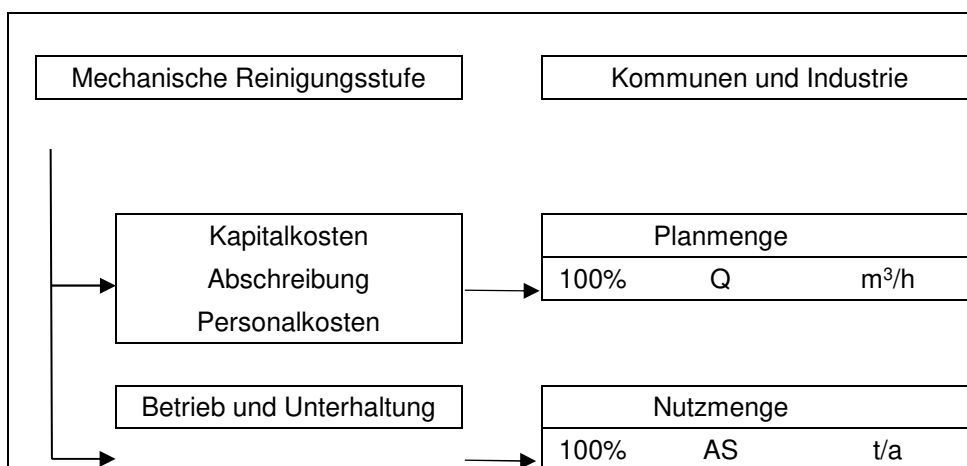 Mechanische Reinigungsstufe
Kommunen und Industrie
Kapitalkosten
Abschreibung
Personalkosten
Planmenge
100% Q m³/h
Betrieb und Unterhaltung
Nutzmenge
100% AS t/a